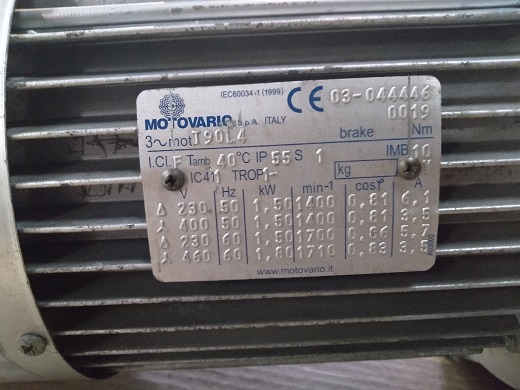 IEC60034-1 (1999) CE 03-044446
MOTOVARIO S.p.A. ITALY 0019
3~mot T90L4 brake Nm
I.Cl.F Tamb 40°C IP 55 S 1 IMB
IC411 TROP1- kg
V Hz kW min-1 cosφ A
Δ 230. 50 1,50 1400 0,81 6.1
400 50 1,50 1400 0,81 3.5
Δ 230 60 1,50 1700 0,86 5.7
460 60 1,80 1710 0,83
www.motovario.it